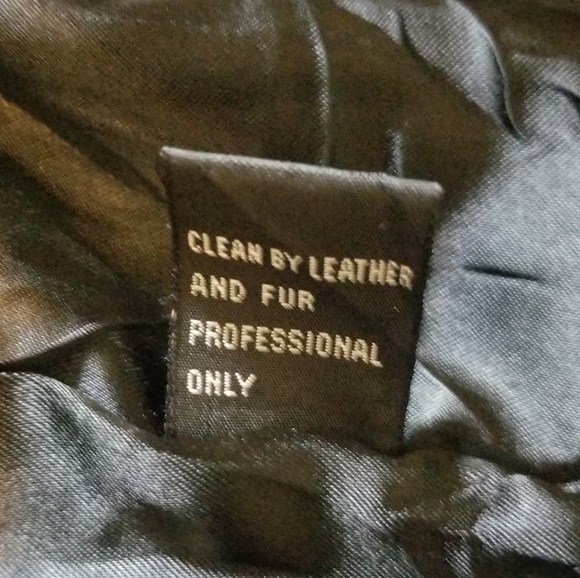 CLEAN BY LEATHER
AND FUR
PROFESSIONAL
ONLY